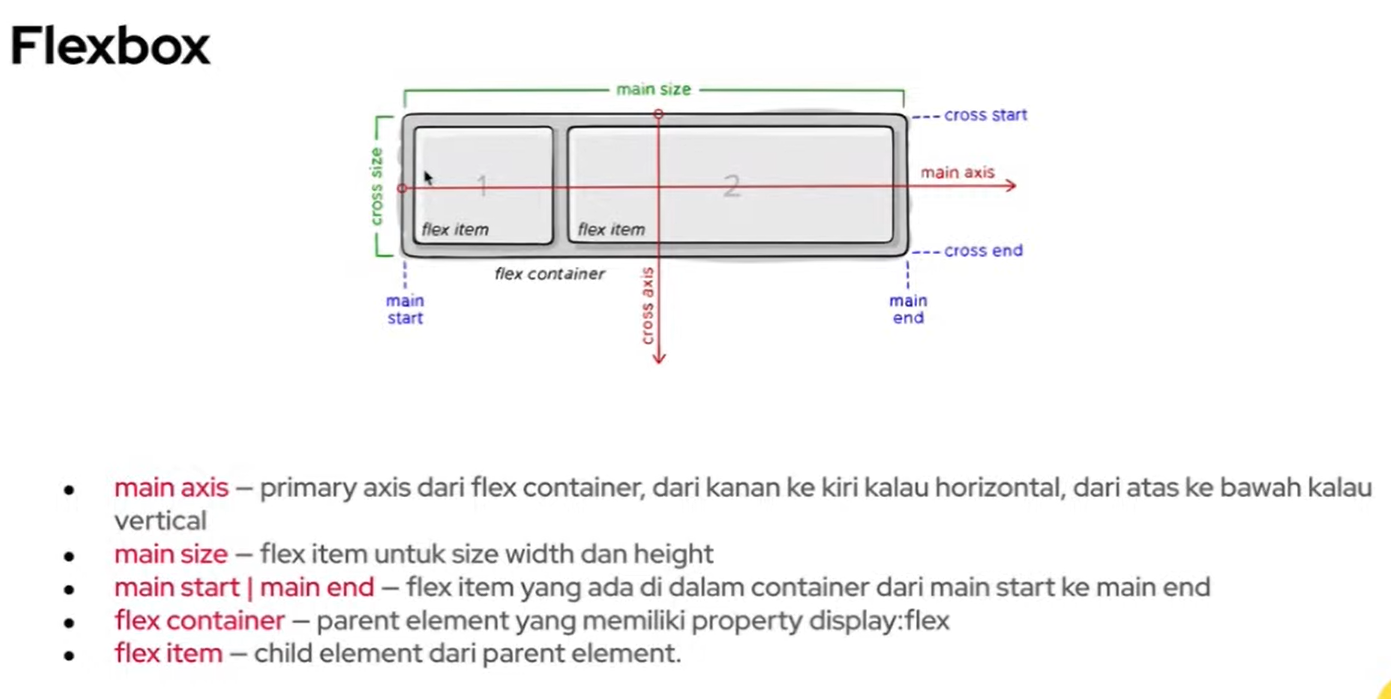 Flexbox
main size
cross start
cross size
main axis
1
2
flex item
flex item
cross end
flex container
cross axis
main
start
main
end
main axis – primary axis dari flex container, dari kanan ke kiri kalau horizontal, dari atas ke bawah kalau
vertical
main size – flex item untuk size width dan height
main start | main end – flex item yang ada di dalam container dari main start ke main end
flex container – parent element yang memiliki property display:flex
flex item – child element dari parent element.